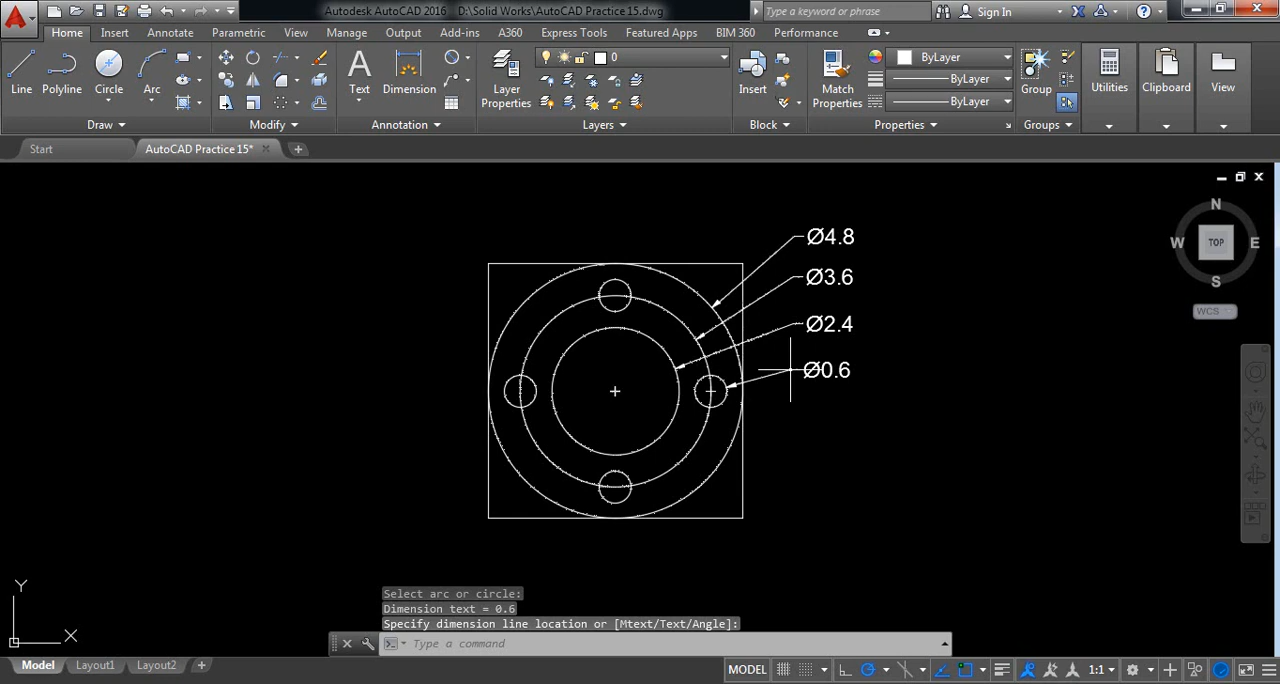 Autodesk AutoCAD 2016 D:\Solid Works\AutoCAD Practice 15.dwg
Type a keyword or phrase
Sign In
Home Insert Annotate Parametric View Manage Output Add-ins A360 Express Tools Featured Apps BIM 360 Performance
Line Polyline Circle Arc
Draw
Modify
Text Dimension
Annotation
Layer Properties
0
Layers
Insert
Block
Match Properties
ByLayer
ByLayer
ByLayer
Properties
Group
Groups
Utilities
Clipboard
View
Start
AutoCAD Practice 15*
N
W TOP E
S
WCS
Ø4.8
Ø3.6
Ø2.4
Ø0.6
Y
X
Select arc or circle:
Dimension text = 0.6
Specify dimension line location or [Mtext/Text/Angle]:
Type a command
Model Layout1 Layout2 +
MODEL
1:1